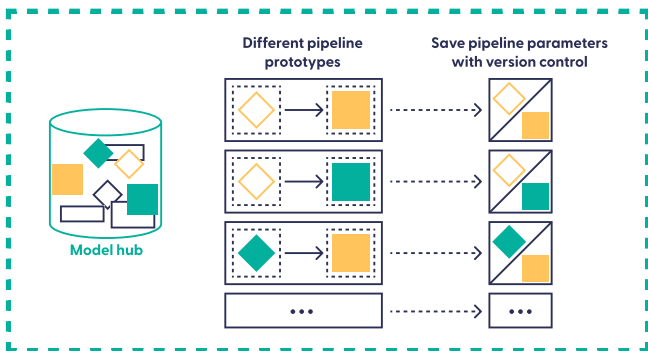 Different pipeline
prototypes
Save pipeline parameters
with version control
Model hub
...
...